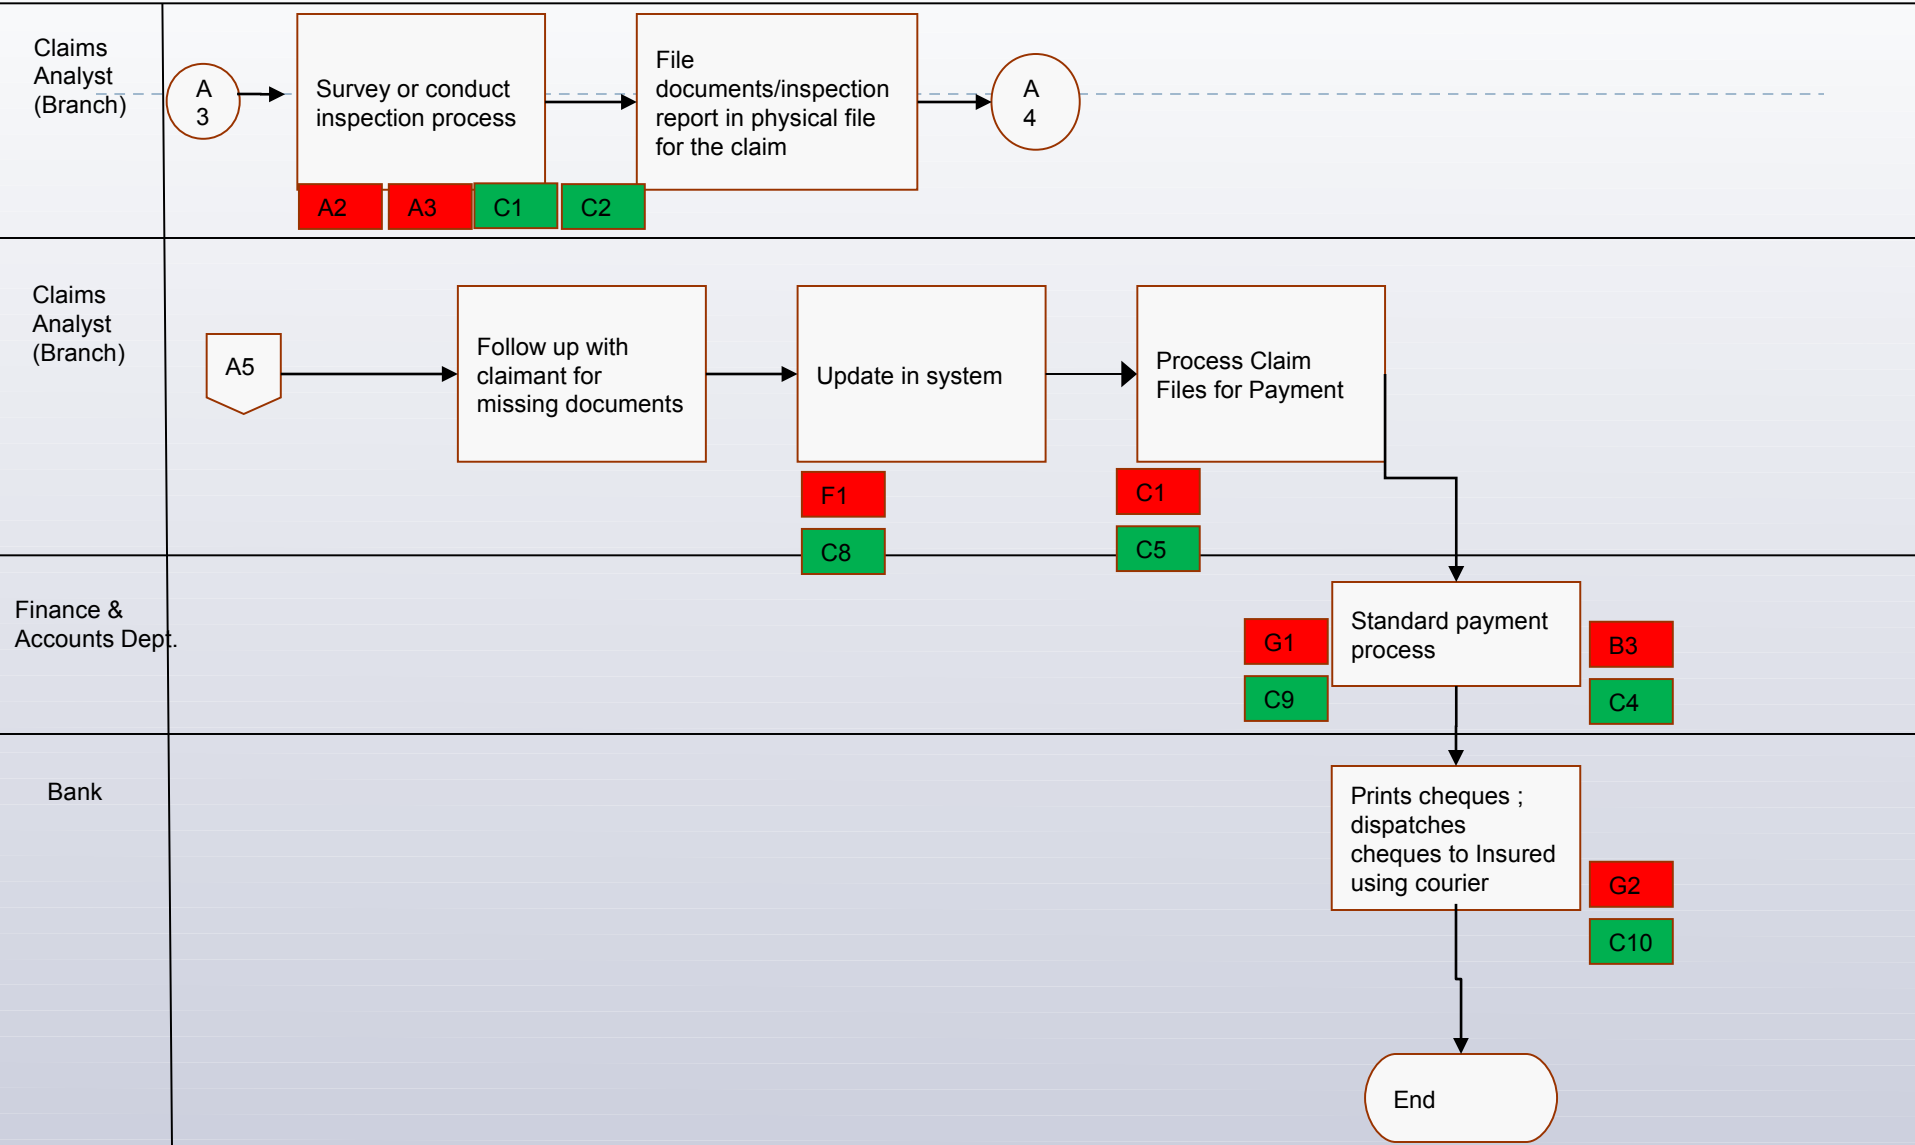 Claims
Analyst
(Branch)
A
3
Survey or conduct
inspection process
File
documents/inspection
report in physical file
for the claim
A
4
A2
A3
C1
C2
Claims
Analyst
(Branch)
A5
Follow up with
claimant for
missing documents
Update in system
Process Claim
Files for Payment
F1
C8
C1
C5
Finance &
Accounts Dept.
G1
C9
Standard payment
process
B3
C4
Bank
Prints cheques ;
dispatches
cheques to Insured
using courier
G2
C10
End